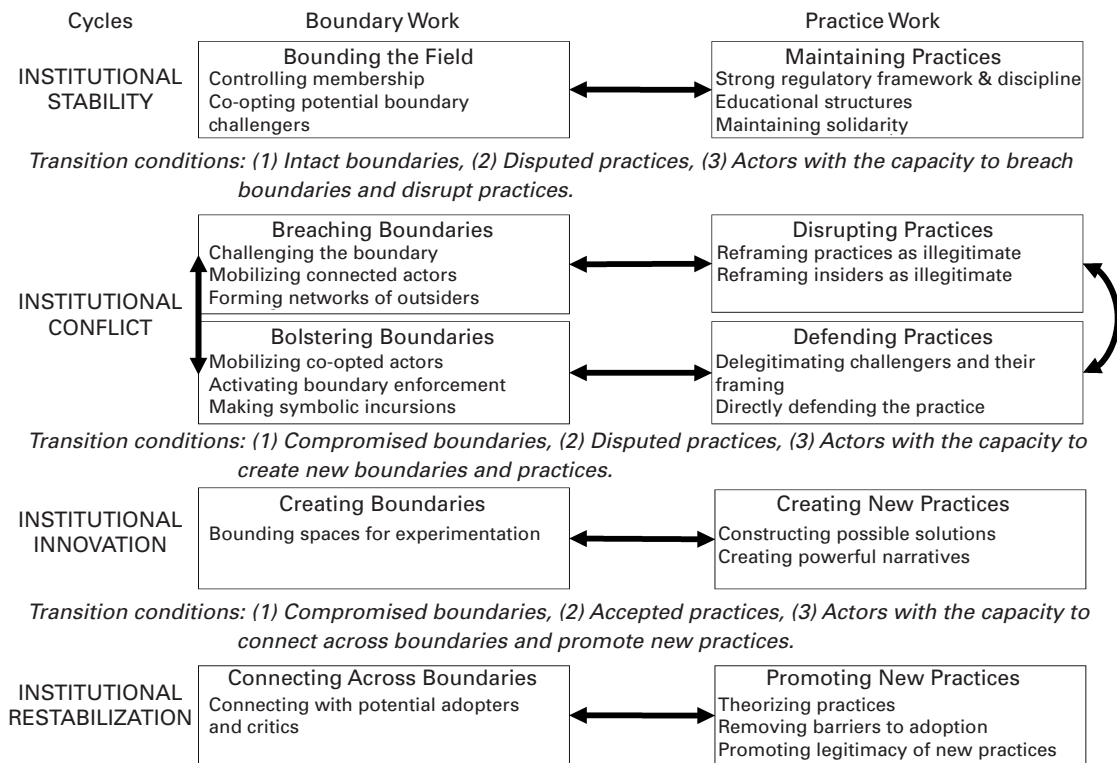 Cycles
Boundary Work
Practice Work
INSTITUTIONAL
STABILITY
Bounding the Field
Controlling membership
Co-opting potential boundary
challengers
Maintaining Practices
Strong regulatory framework & discipline
Educational structures
Maintaining solidarity
Transition conditions: (1) Intact boundaries, (2) Disputed practices, (3) Actors with the capacity to breach
boundaries and disrupt practices.
INSTITUTIONAL
CONFLICT
Breaching Boundaries
Challenging the boundary
Mobilizing connected actors
Forming networks of outsiders
Disrupting Practices
Reframing practices as illegitimate
Reframing insiders as illegitimate
Bolstering Boundaries
Mobilizing co-opted actors
Activating boundary enforcement
Making symbolic incursions
Defending Practices
Delegitimating challengers and their
framing
Directly defending the practice
Transition conditions: (1) Compromised boundaries, (2) Disputed practices, (3) Actors with the capacity to
create new boundaries and practices.
INSTITUTIONAL
INNOVATION
Creating Boundaries
Bounding spaces for experimentation
Creating New Practices
Constructing possible solutions
Creating powerful narratives
Transition conditions: (1) Compromised boundaries, (2) Accepted practices, (3) Actors with the capacity to
connect across boundaries and promote new practices.
INSTITUTIONAL
RESTABILIZATION
Connecting Across Boundaries
Connecting with potential adopters
and critics
Promoting New Practices
Theorizing practices
Removing barriers to adoption
Promoting legitimacy of new practices